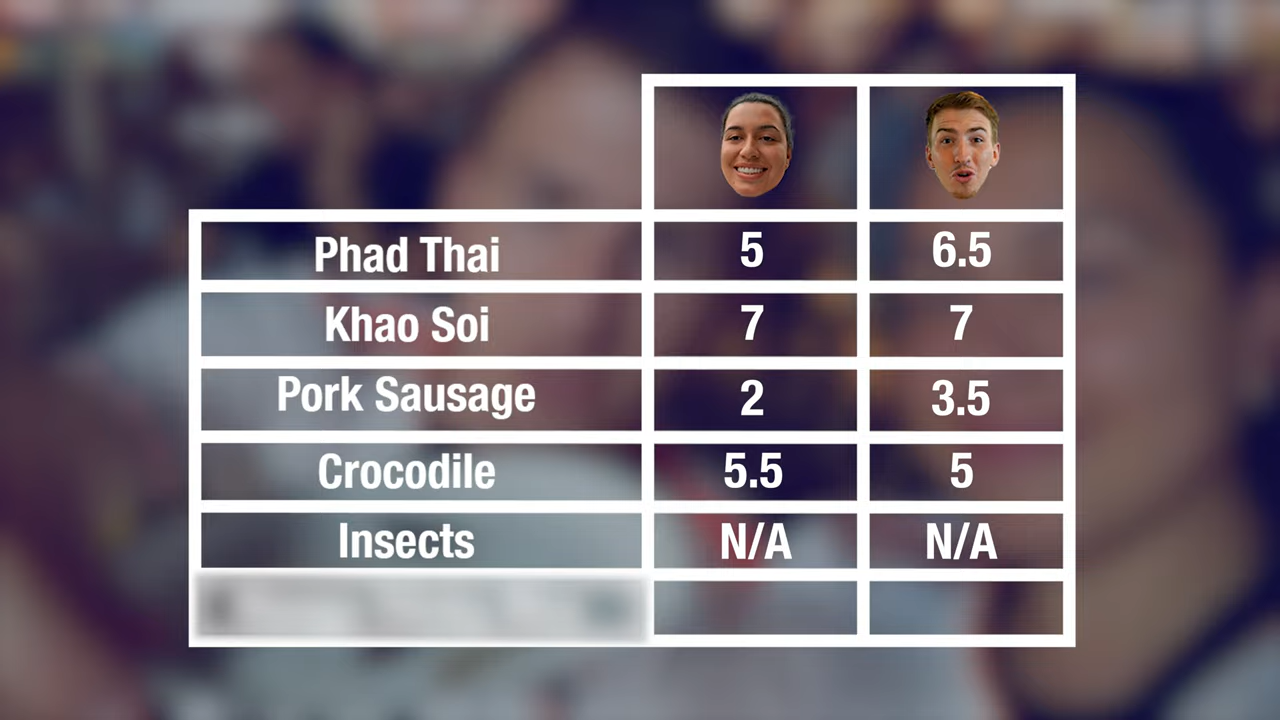 Phad Thai 5 6.5
Khao Soi 7 7
Pork Sausage 2 3.5
Crocodile 5.5 5
Insects N/A N/A